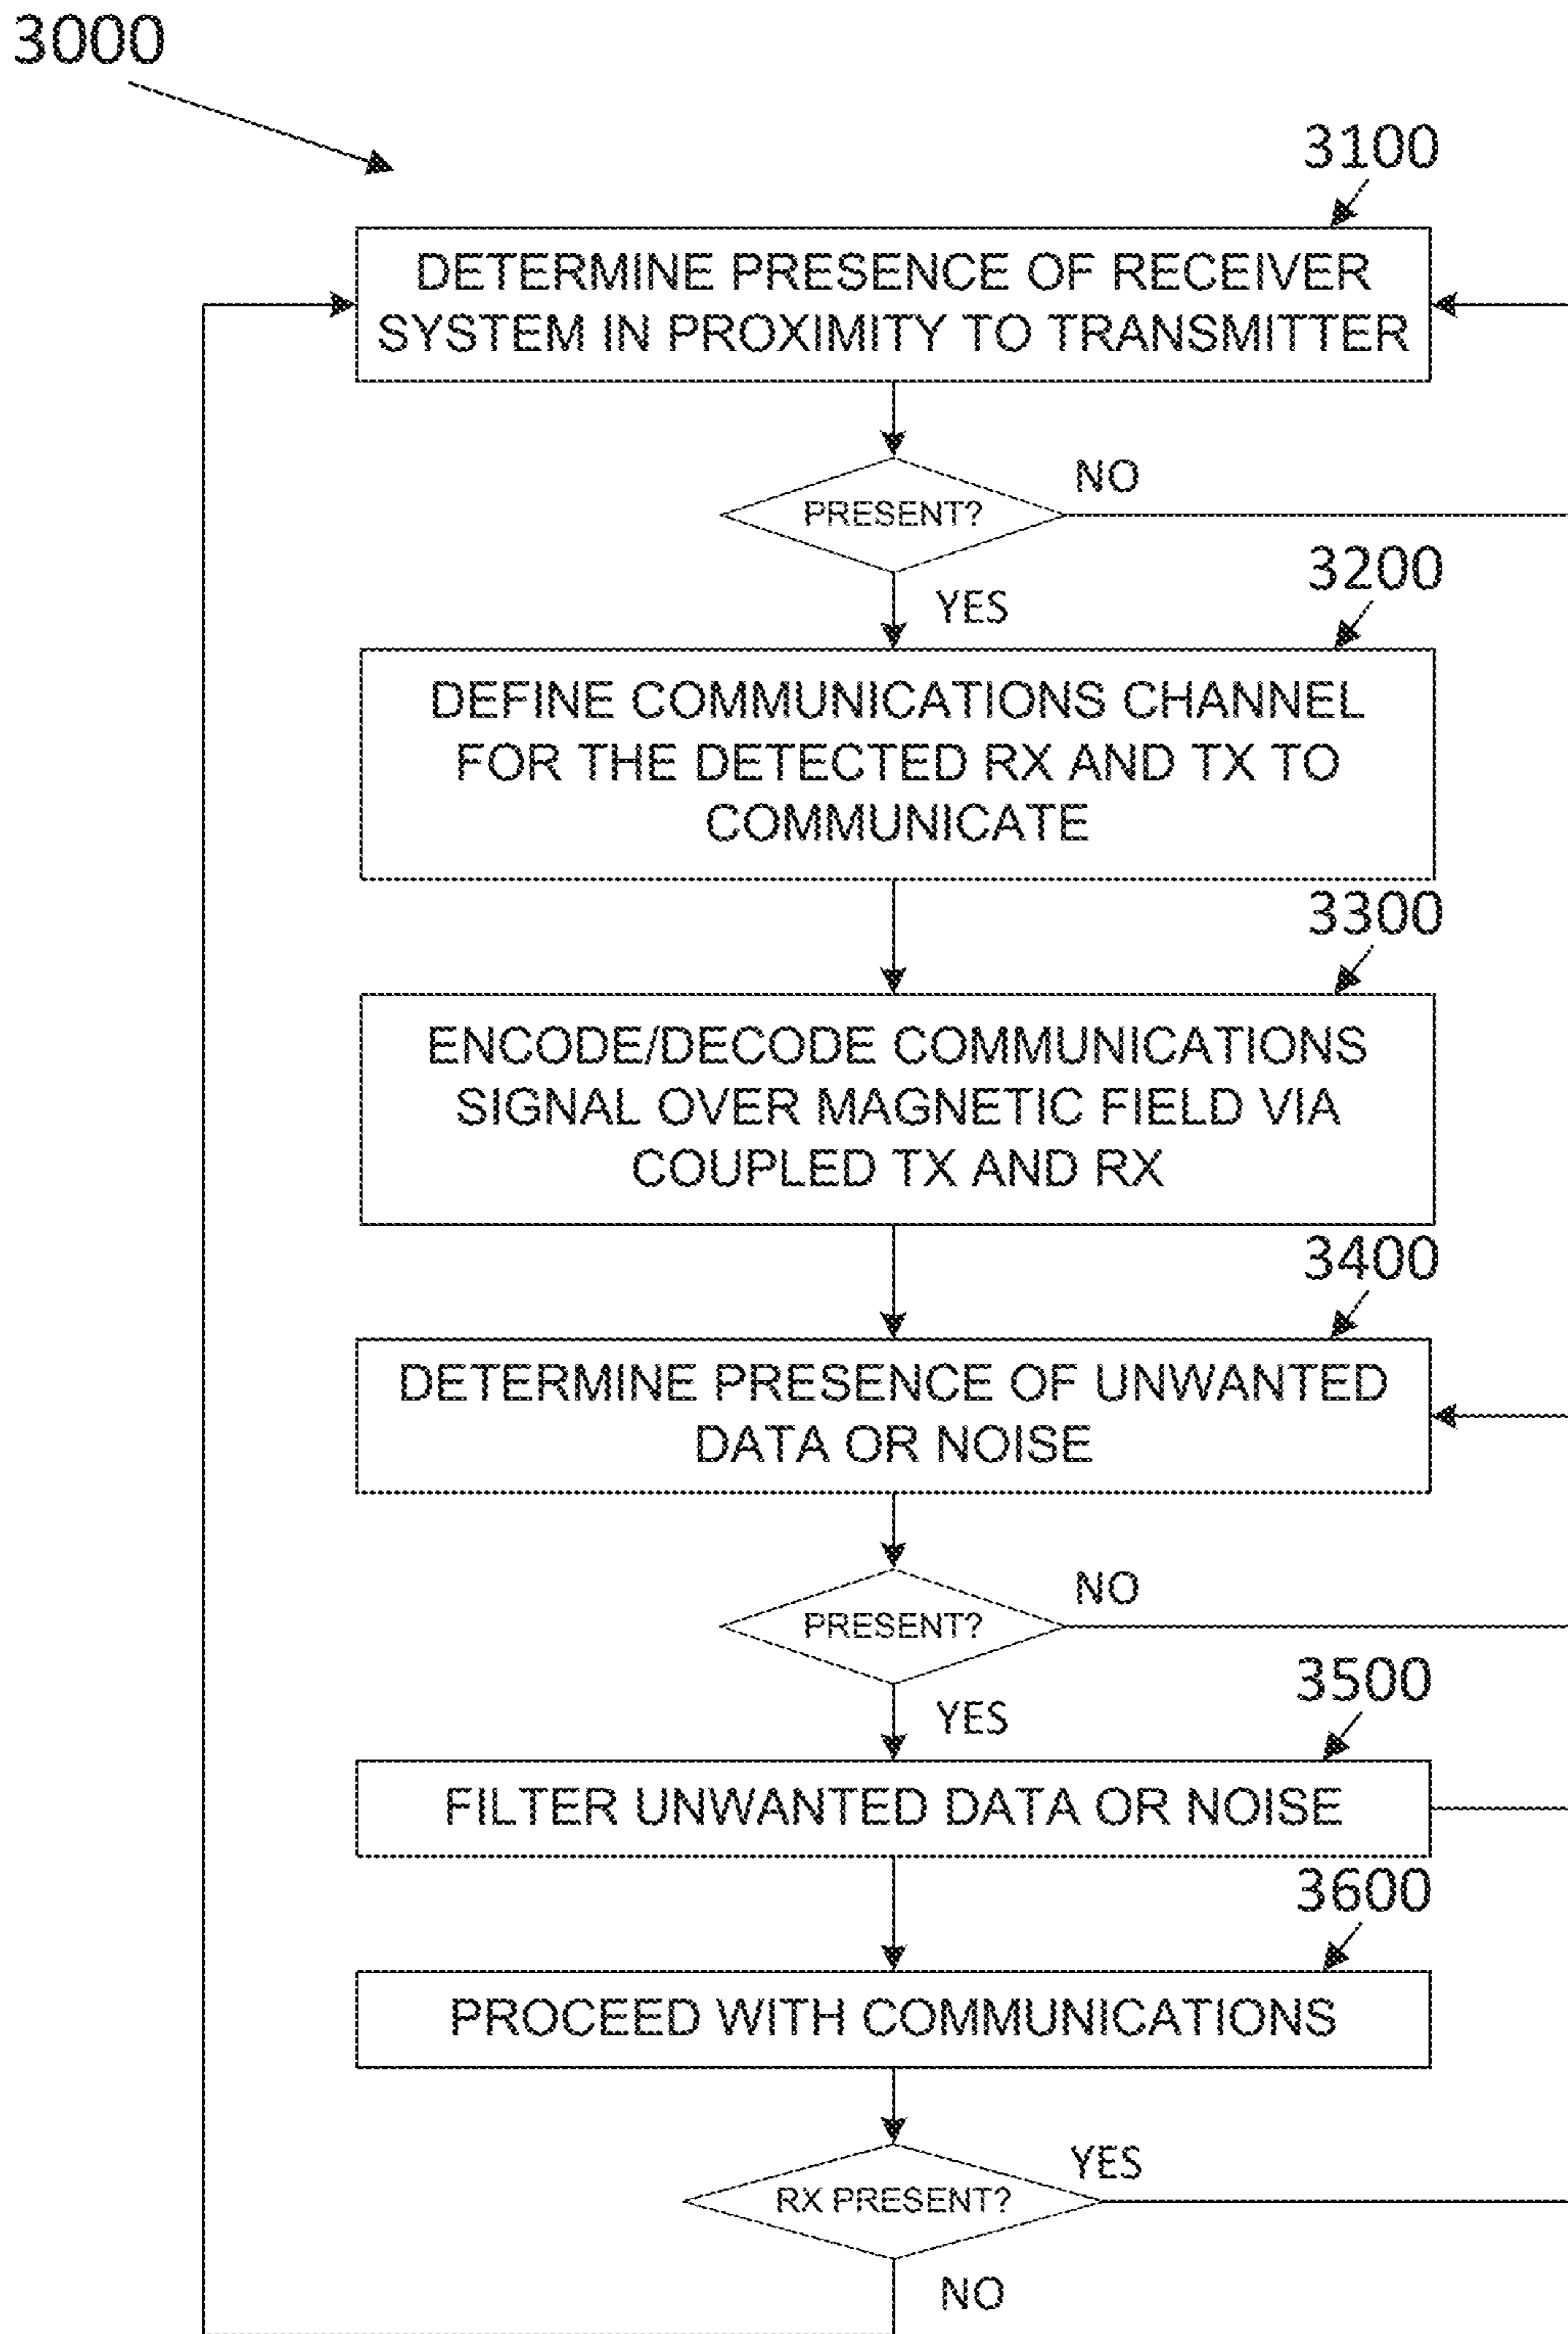 3000
3100
DETERMINE PRESENCE OF RECEIVER
SYSTEM IN PROXIMITY TO TRANSMITTER
PRESENT?
NO
YES
3200
DEFINE COMMUNICATIONS CHANNEL
FOR THE DETECTED RX AND TX TO
COMMUNICATE
3300
ENCODE/DECODE COMMUNICATIONS
SIGNAL OVER MAGNETIC FIELD VIA
COUPLED TX AND RX
3400
DETERMINE PRESENCE OF UNWANTED
DATA OR NOISE
PRESENT?
NO
YES
3500
FILTER UNWANTED DATA OR NOISE
3600
PROCEED WITH COMMUNICATIONS
RX PRESENT?
YES
NO